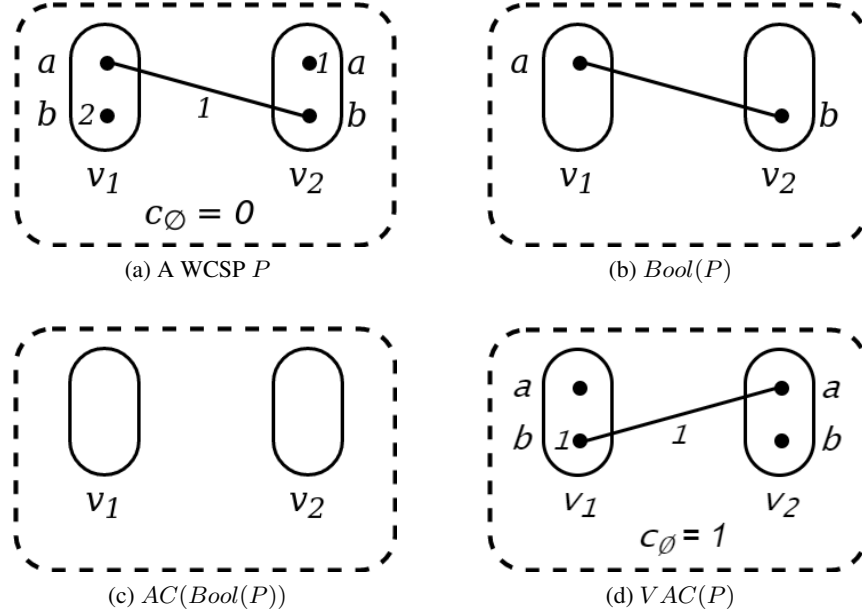 a 1 a
b 2 1 b
v1 v2
c∅ = 0
(a) A WCSP P
a
b
v1 v2
(b) Bool(P)
v1 v2
(c) AC(Bool(P))
a a
b 1 1 b
v1 v2
c∅ = 1
(d) V AC(P)